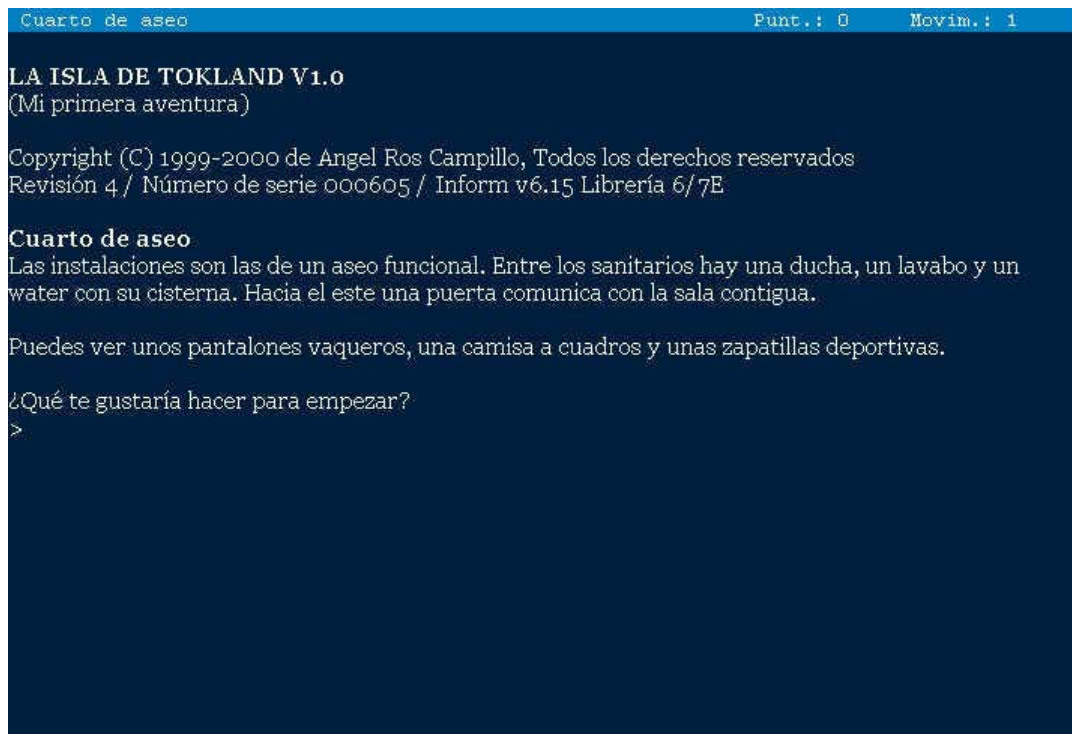 Cuarto de aseo Punt.: 0 Movim.: 1
LA ISLA DE TOKLAND V1.0
(Mi primera aventura)
Copyright (C) 1999-2000 de Angel Ros Campillo, Todos los derechos reservados
Revisión 4 / Número de serie 000605 / Inform v6.15 Librería 6/7E
Cuarto de aseo
Las instalaciones son las de un aseo funcional. Entre los sanitarios hay una ducha, un lavabo y un
water con su cisterna. Hacia el este una puerta comunica con la sala contigua.
Puedes ver unos pantalones vaqueros, una camisa a cuadros y unas zapatillas deportivas.
¿Qué te gustaría hacer para empezar?
>